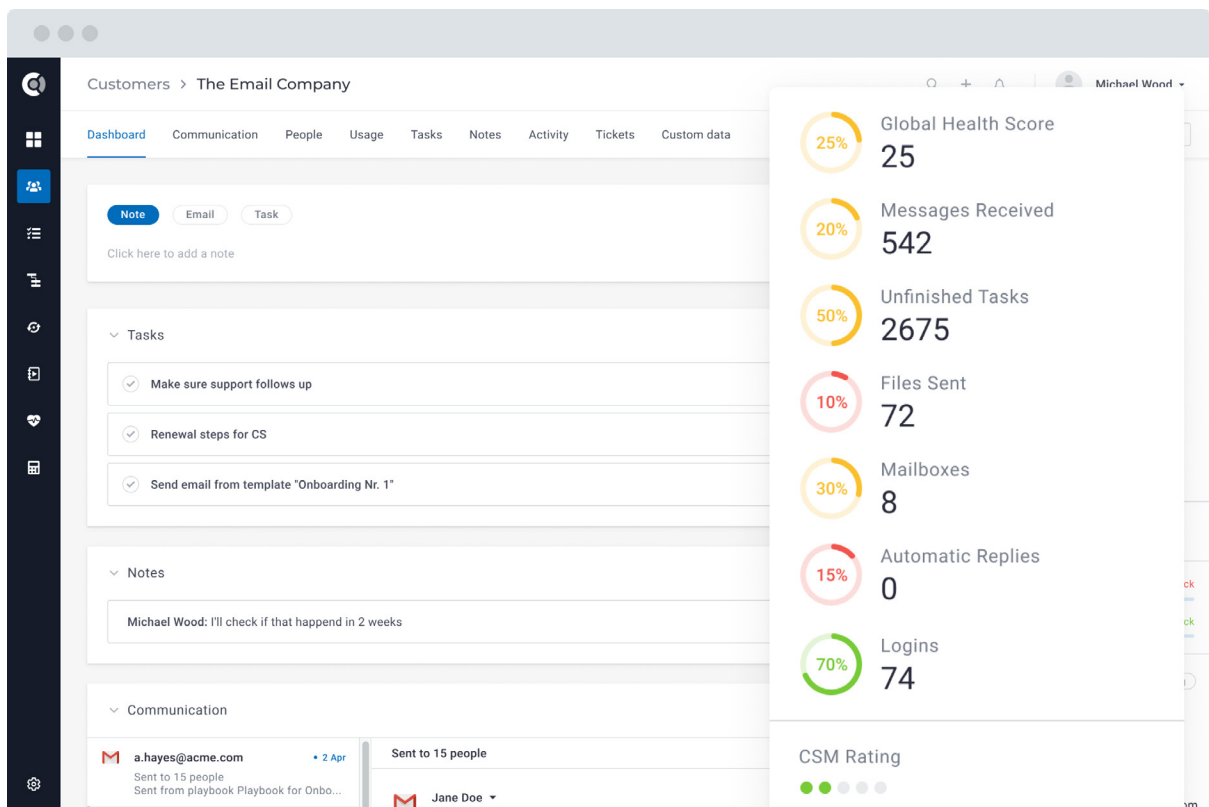 Customers > The Email Company
Michael Wood
Dashboard Communication People Usage Tasks Notes Activity Tickets Custom data
Note Email Task
Click here to add a note
Tasks
Make sure support follows up
Renewal steps for CS
Send email from template "Onboarding Nr. 1"
Notes
Michael Wood: I'll check if that happend in 2 weeks
Communication
a.hayes@acme.com • 2 Apr
Sent to 15 people
Sent from playbook Playbook for Onbo...
Sent to 15 people
Jane Doe
25%
Global Health Score
25
20%
Messages Received
542
50%
Unfinished Tasks
2675
10%
Files Sent
72
30%
Mailboxes
8
15%
Automatic Replies
0
70%
Logins
74
CSM Rating